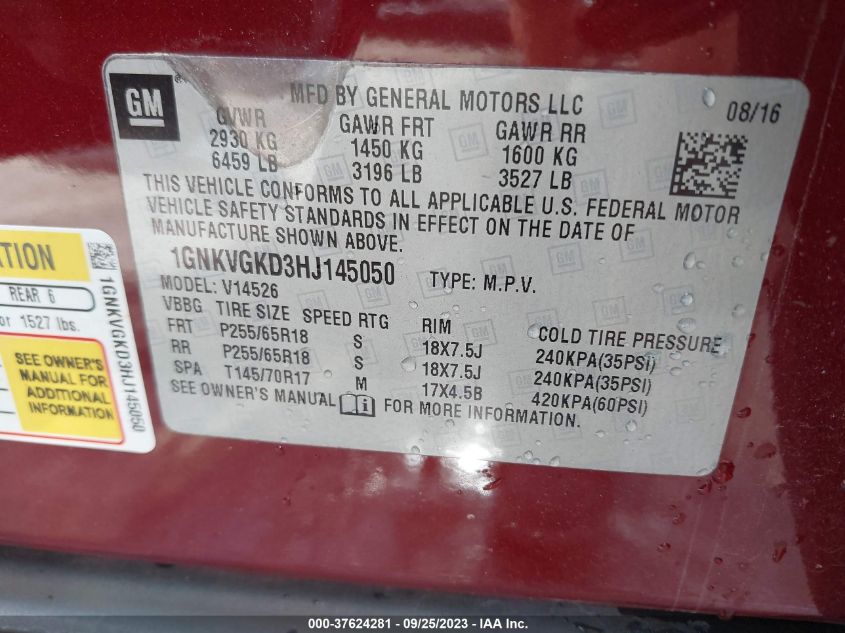 GM
MFD BY GENERAL MOTORS LLC
08/16
GVWR GAWR FRT GAWR RR
2930 KG 1450 KG 1600 KG
6459 LB 3196 LB 3527 LB
THIS VEHICLE CONFORMS TO ALL APPLICABLE U.S. FEDERAL MOTOR
VEHICLE SAFETY STANDARDS IN EFFECT ON THE DATE OF
MANUFACTURE SHOWN ABOVE.
1GNKVGKD3HJ145050 TYPE: M.P.V.
MODEL: V14526
VBBG TIRE SIZE SPEED RTG RIM COLD TIRE PRESSURE
FRT P255/65R18 S 18X7.5J 240KPA(35PSI)
RR P255/65R18 S 18X7.5J 240KPA(35PSI)
SPA T145/70R17 M 17X4.5B 420KPA(60PSI)
SEE OWNER'S MANUAL i FOR MORE INFORMATION.
REAR 6
1527 lbs.
SEE OWNER'S
MANUAL FOR
ADDITIONAL
INFORMATION
1GNKVGKD3HJ145050
000-37624281 - 09/25/2023 - IAA Inc.